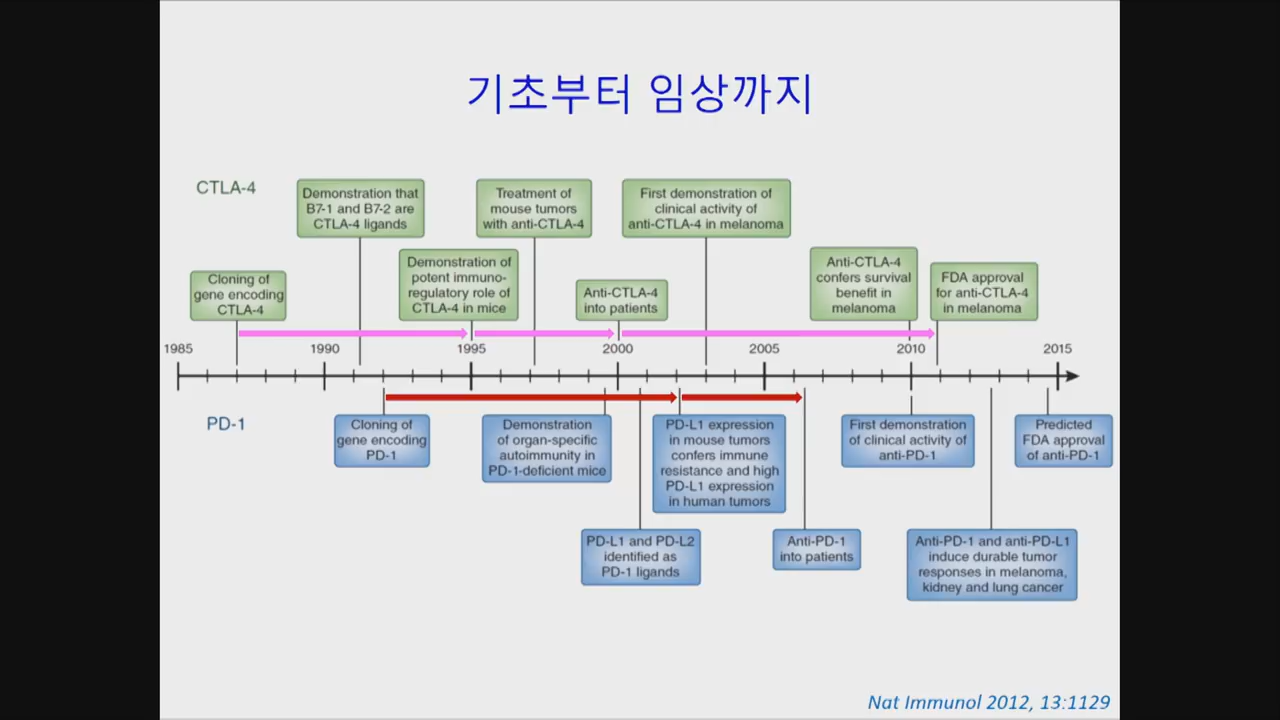 기초부터 임상까지
CTLA-4
Demonstration that
B7-1 and B7-2 are
CTLA-4 ligands
Treatment of
mouse tumors
with anti-CTLA-4
First demonstration of
clinical activity of
anti-CTLA-4 in melanoma
Cloning of
gene encoding
CTLA-4
Demonstration of
potent immuno-
regulatory role of
CTLA-4 in mice
Anti-CTLA-4
into patients
Anti-CTLA-4
confers survival
benefit in
melanoma
FDA approval
for anti-CTLA-4
in melanoma
1985 1990 1995 2000 2005 2010 2015
PD-1
Cloning of
gene encoding
PD-1
Demonstration
of organ-specific
autoimmunity in
PD-1-deficient mice
PD-L1 expression
in mouse tumors
confers immune
resistance and high
PD-L1 expression
in human tumors
First demonstration
of clinical activity of
anti-PD-1
Predicted
FDA approval
of anti-PD-1
PD-L1 and PD-L2
identified as
PD-1 ligands
Anti-PD-1
into patients
Anti-PD-1 and anti-PD-L1
induce durable tumor
responses in melanoma,
kidney and lung cancer
Nat Immunol 2012, 13:1129